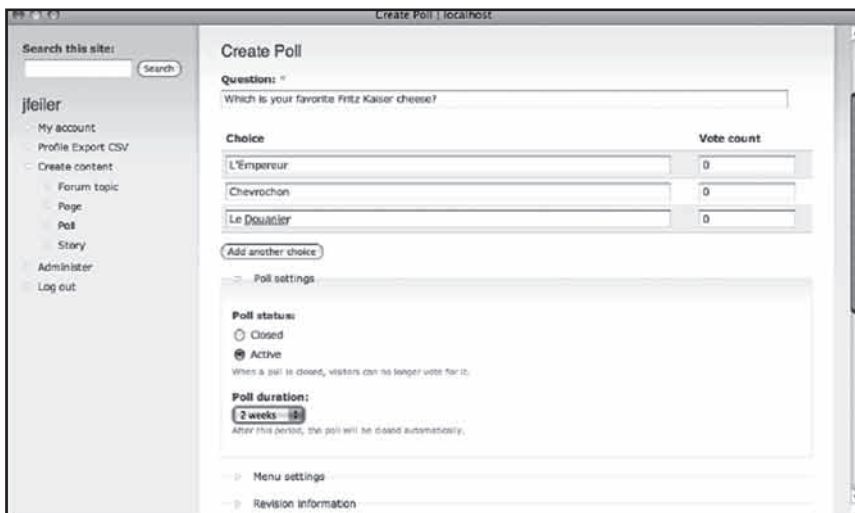 Create Poll | localhost
Search this site:
Search
jfeiler
My account
Profile Export CSV
Create content
Forum topic
Page
Poll
Story
Administer
Log out
Create Poll
Question: *
Which is your favorite Fritz Kaiser cheese?
Choice Vote count
L'Empereur 0
Chevrochon 0
Le Douanier 0
Add another choice
Poll settings
Poll status:
Closed
Active
When a poll is closed, visitors can no longer vote for it.
Poll duration:
2 weeks
After this period, the poll will be closed automatically.
Menu settings
Revision information